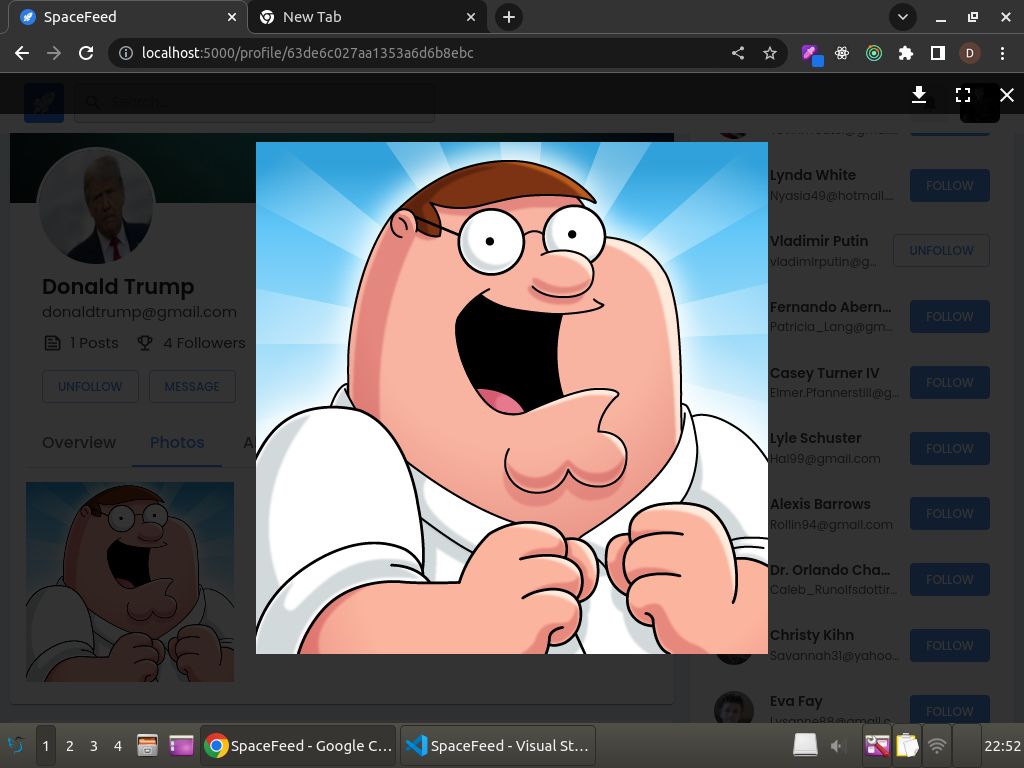 SpaceFeed
New Tab
localhost:5000/profile/63de6c027aa1353a6d6b8ebc
D
Search...
Lynda White
Nyasia49@hotmail....
FOLLOW
Vladimir Putin
vladimirputin@g...
UNFOLLOW
Donald Trump
donaldtrump@gmail.com
1 Posts
4 Followers
UNFOLLOW
MESSAGE
Fernando Abern...
Patricia_Lang@gm...
FOLLOW
Casey Turner IV
Elmer.Pfannerstill@g...
FOLLOW
Overview
Photos
A
Lyle Schuster
Hal99@gmail.com
FOLLOW
Alexis Barrows
Rollin94@gmail.com
FOLLOW
Dr. Orlando Cha...
Caleb_Runolfsdottir...
FOLLOW
Christy Kihn
Savannah31@yahoo...
FOLLOW
Eva Fay
Lysanne88@gmail.c...
FOLLOW
1
2
3
4
SpaceFeed - Google C...
SpaceFeed - Visual St...
22:52